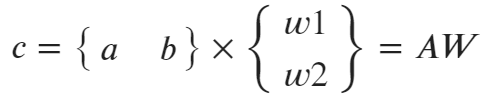 c = { a b } × { w1 w2 } = AW